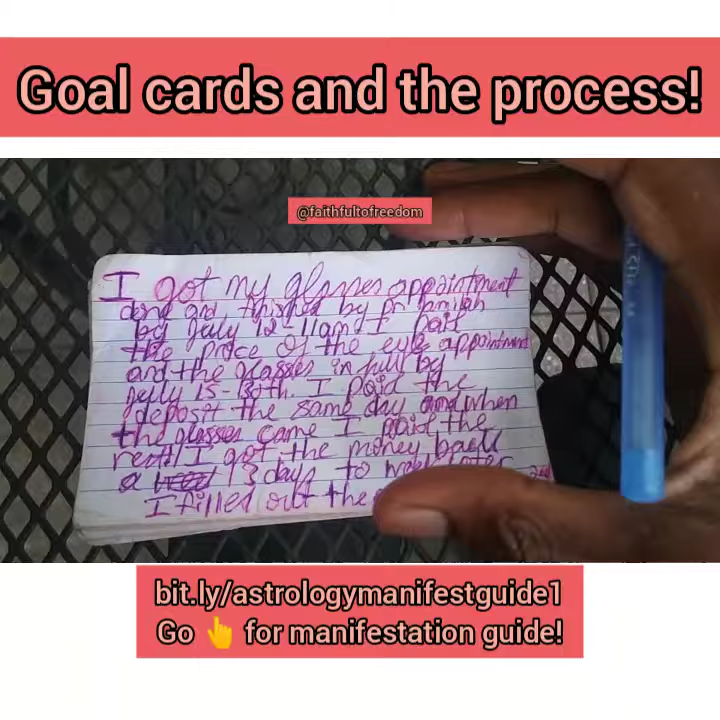 Goal cards and the process!
@faithfultofreedom
I got my glasses appointment
done and finished by Dr
by July 12-11am I paid
the price of the eye appointment
and the glasses in full by
July 15-30th. I paid the
deposit the same day and when
the glasses came I paid the
rest! I got the money back
a 3 days to
I filled out the
bit.ly/astrologymanifestguide1
Go 👆 for manifestation guide!